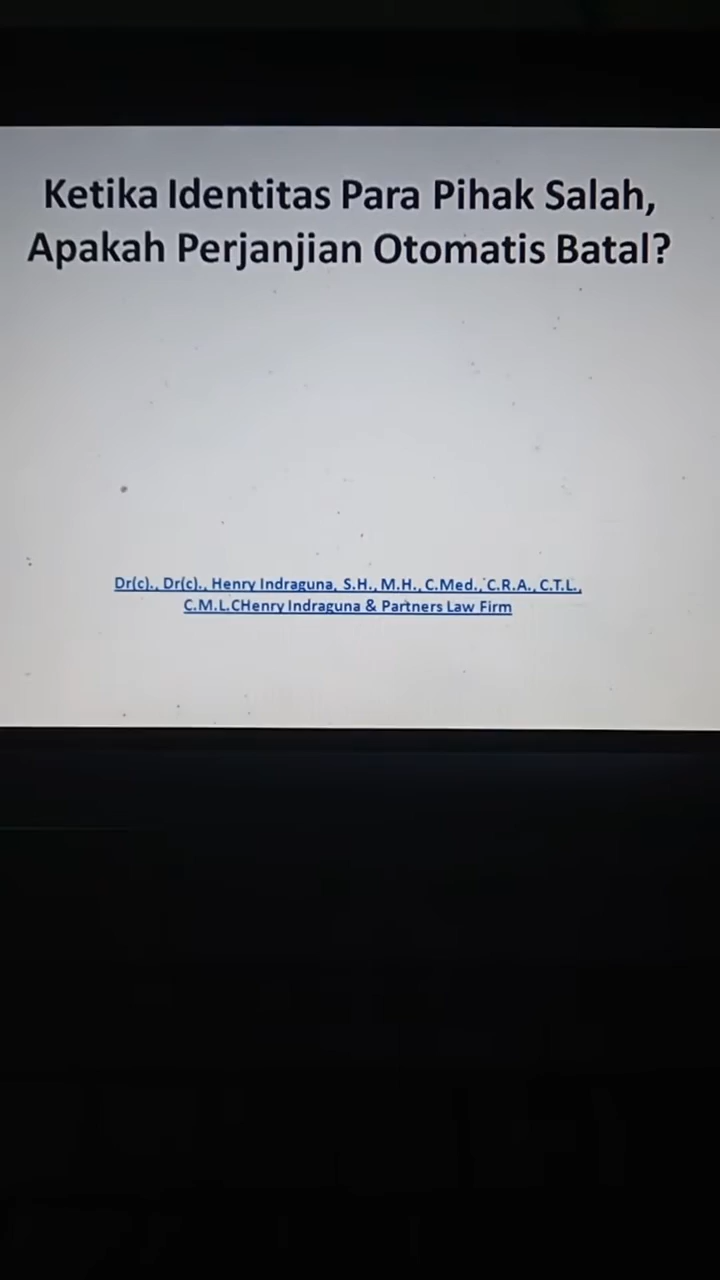 Ketika Identitas Para Pihak Salah,
Apakah Perjanjian Otomatis Batal?
Dr(c)., Dr(c)., Henry Indraguna, S.H., M.H., C.Med., C.R.A., C.T.L.,
C.M.L.CHenry Indraguna & Partners Law Firm